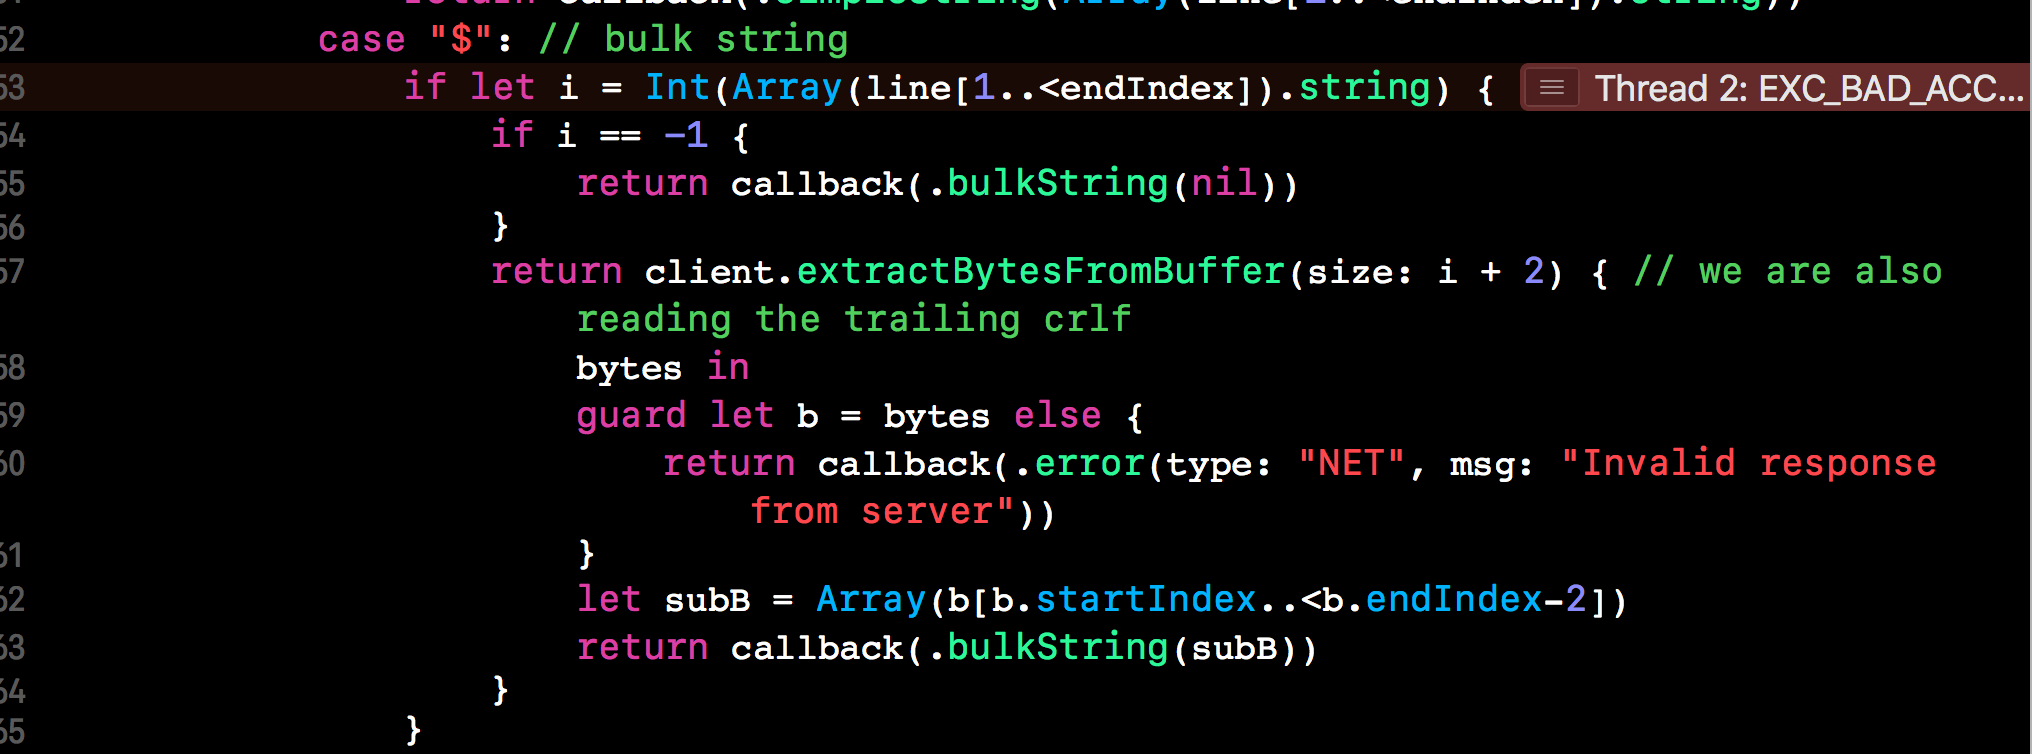 52 case "$": // bulk string
53 if let i = Int(Array(line[1..<endIndex]).string) { Thread 2: EXC_BAD_ACC...
54 if i == -1 {
55 return callback(.bulkString(nil))
56 }
57 return client.extractBytesFromBuffer(size: i + 2) { // we are also
reading the trailing crlf
58 bytes in
59 guard let b = bytes else {
60 return callback(.error(type: "NET", msg: "Invalid response
from server"))
61 }
62 let subB = Array(b[b.startIndex..<b.endIndex-2])
63 return callback(.bulkString(subB))
64 }
65 }